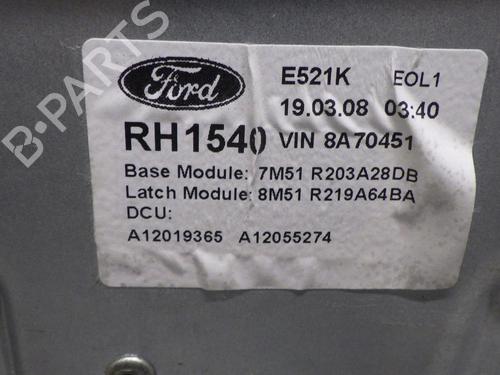 Ford
E521K EOL1
19.03.08 03:40
RH1540 VIN 8A70451
Base Module: 7M51 R203A28DB
Latch Module: 8M51 R219A64BA
DCU:
A12019365 A12055274
B-PARTS